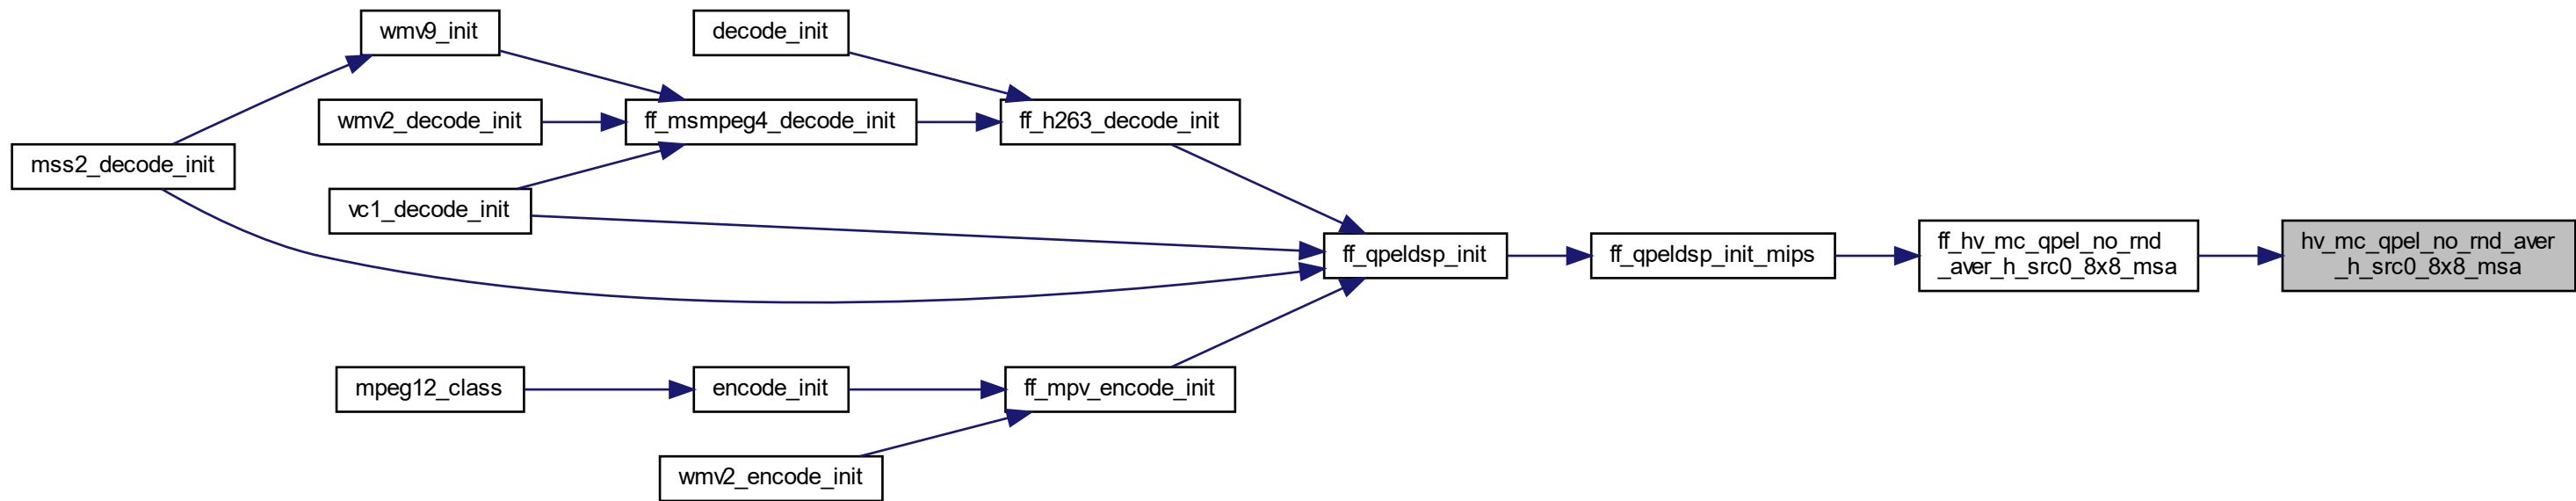 wmv9_init
decode_init
wmv2_decode_init
ff_msmpeg4_decode_init
ff_h263_decode_init
mss2_decode_init
vc1_decode_init
ff_qpeldsp_init
ff_qpeldsp_init_mips
ff_hv_mc_qpel_no_rnd
_aver_h_src0_8x8_msa
hv_mc_qpel_no_rnd_aver
_h_src0_8x8_msa
mpeg12_class
encode_init
ff_mpv_encode_init
wmv2_encode_init